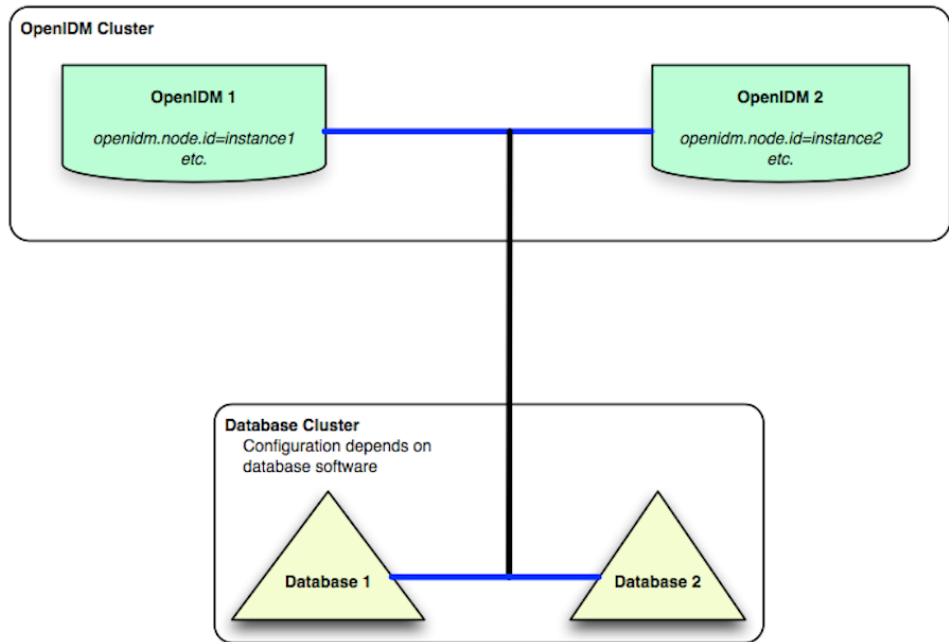 OpenIDM Cluster
OpenIDM 1
openidm.node.id=instance1
etc.
OpenIDM 2
openidm.node.id=instance2
etc.
Database Cluster
Configuration depends on
database software
Database 1
Database 2